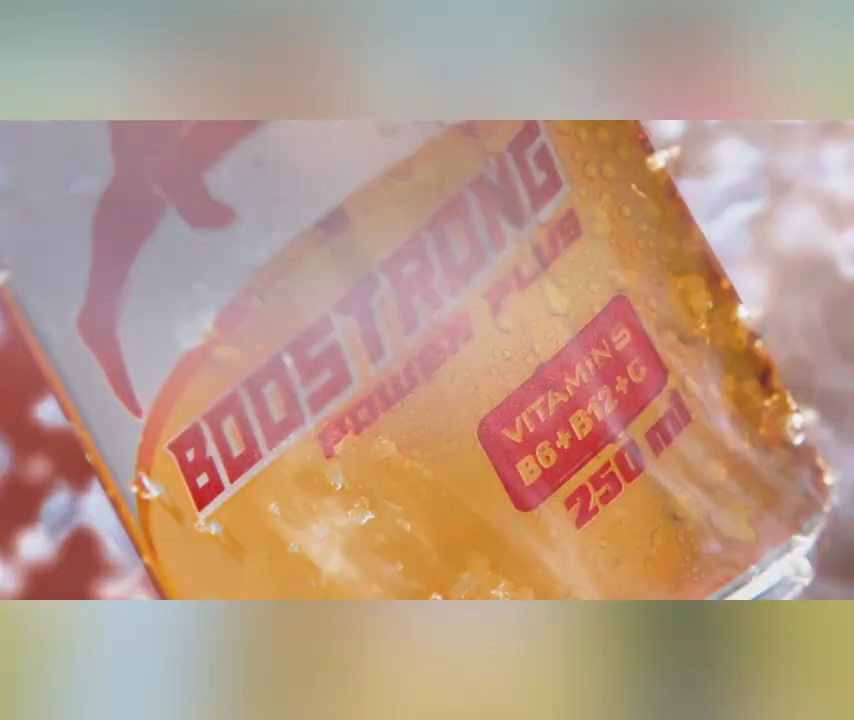 BOOSTRONG
POWER PLUS
VITAMINS
B6+B12+C
250 ml